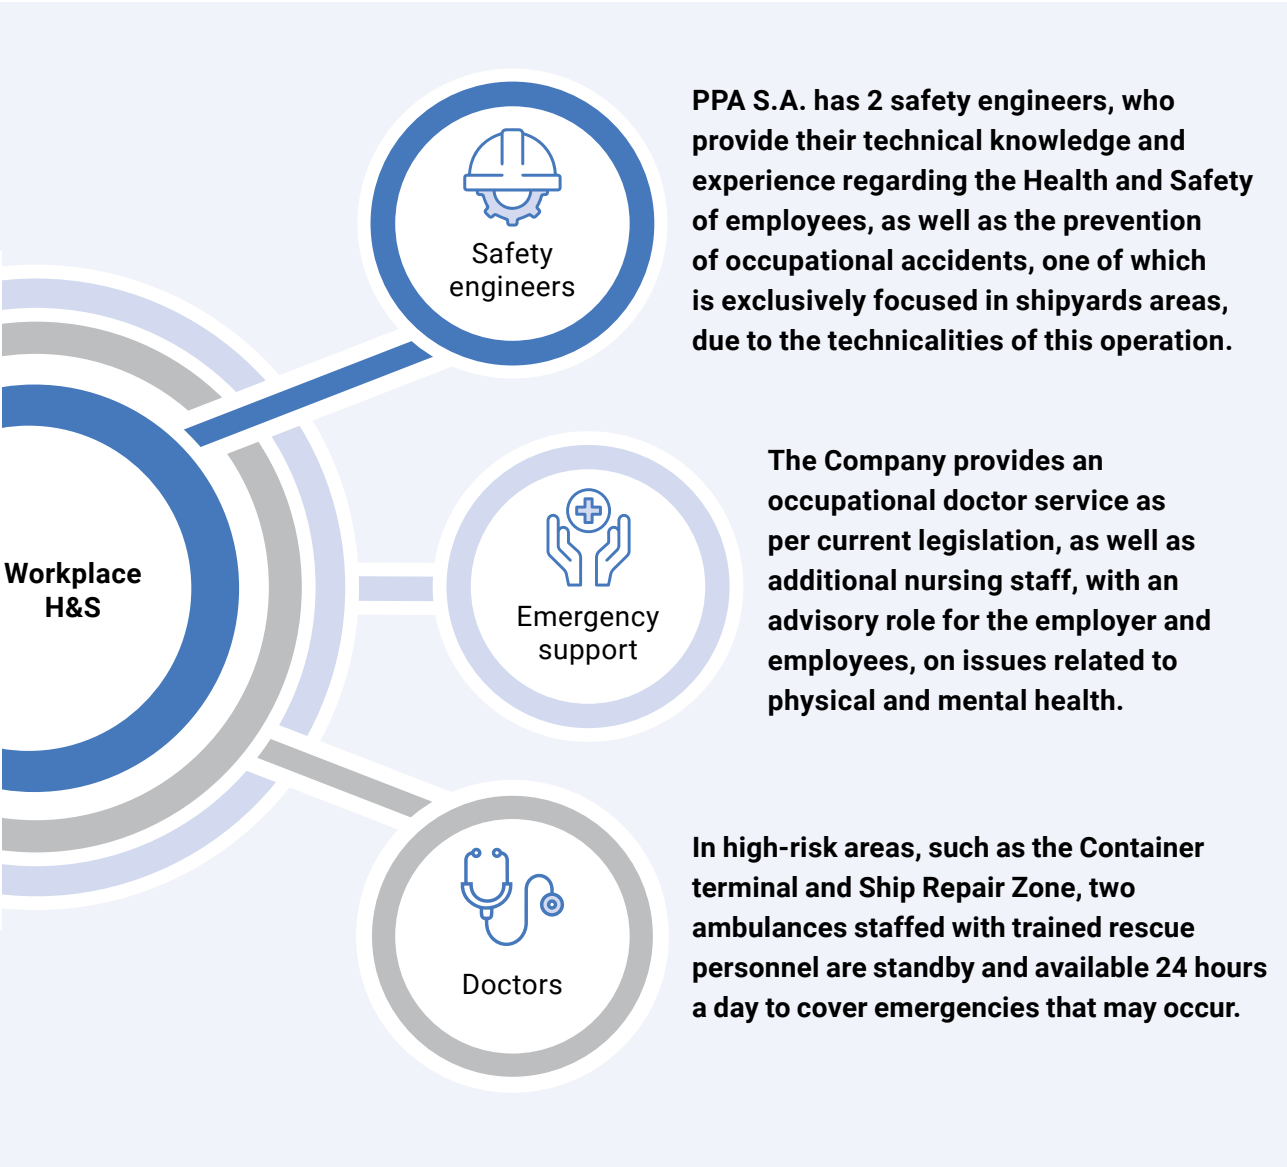 Workplace
H&S
Safety
engineers
PPA S.A. has 2 safety engineers, who
provide their technical knowledge and
experience regarding the Health and Safety
of employees, as well as the prevention
of occupational accidents, one of which
is exclusively focused in shipyards areas,
due to the technicalities of this operation.
Emergency
support
The Company provides an
occupational doctor service as
per current legislation, as well as
additional nursing staff, with an
advisory role for the employer and
employees, on issues related to
physical and mental health.
Doctors
In high-risk areas, such as the Container
terminal and Ship Repair Zone, two
ambulances staffed with trained rescue
personnel are standby and available 24 hours
a day to cover emergencies that may occur.